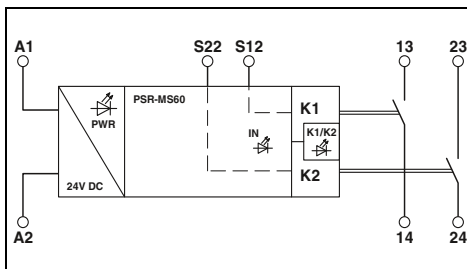 A1 S22 S12 13 23
PSR-MS60
K1
PWR
IN
K1/K2
K2
24V DC
A2 14 24